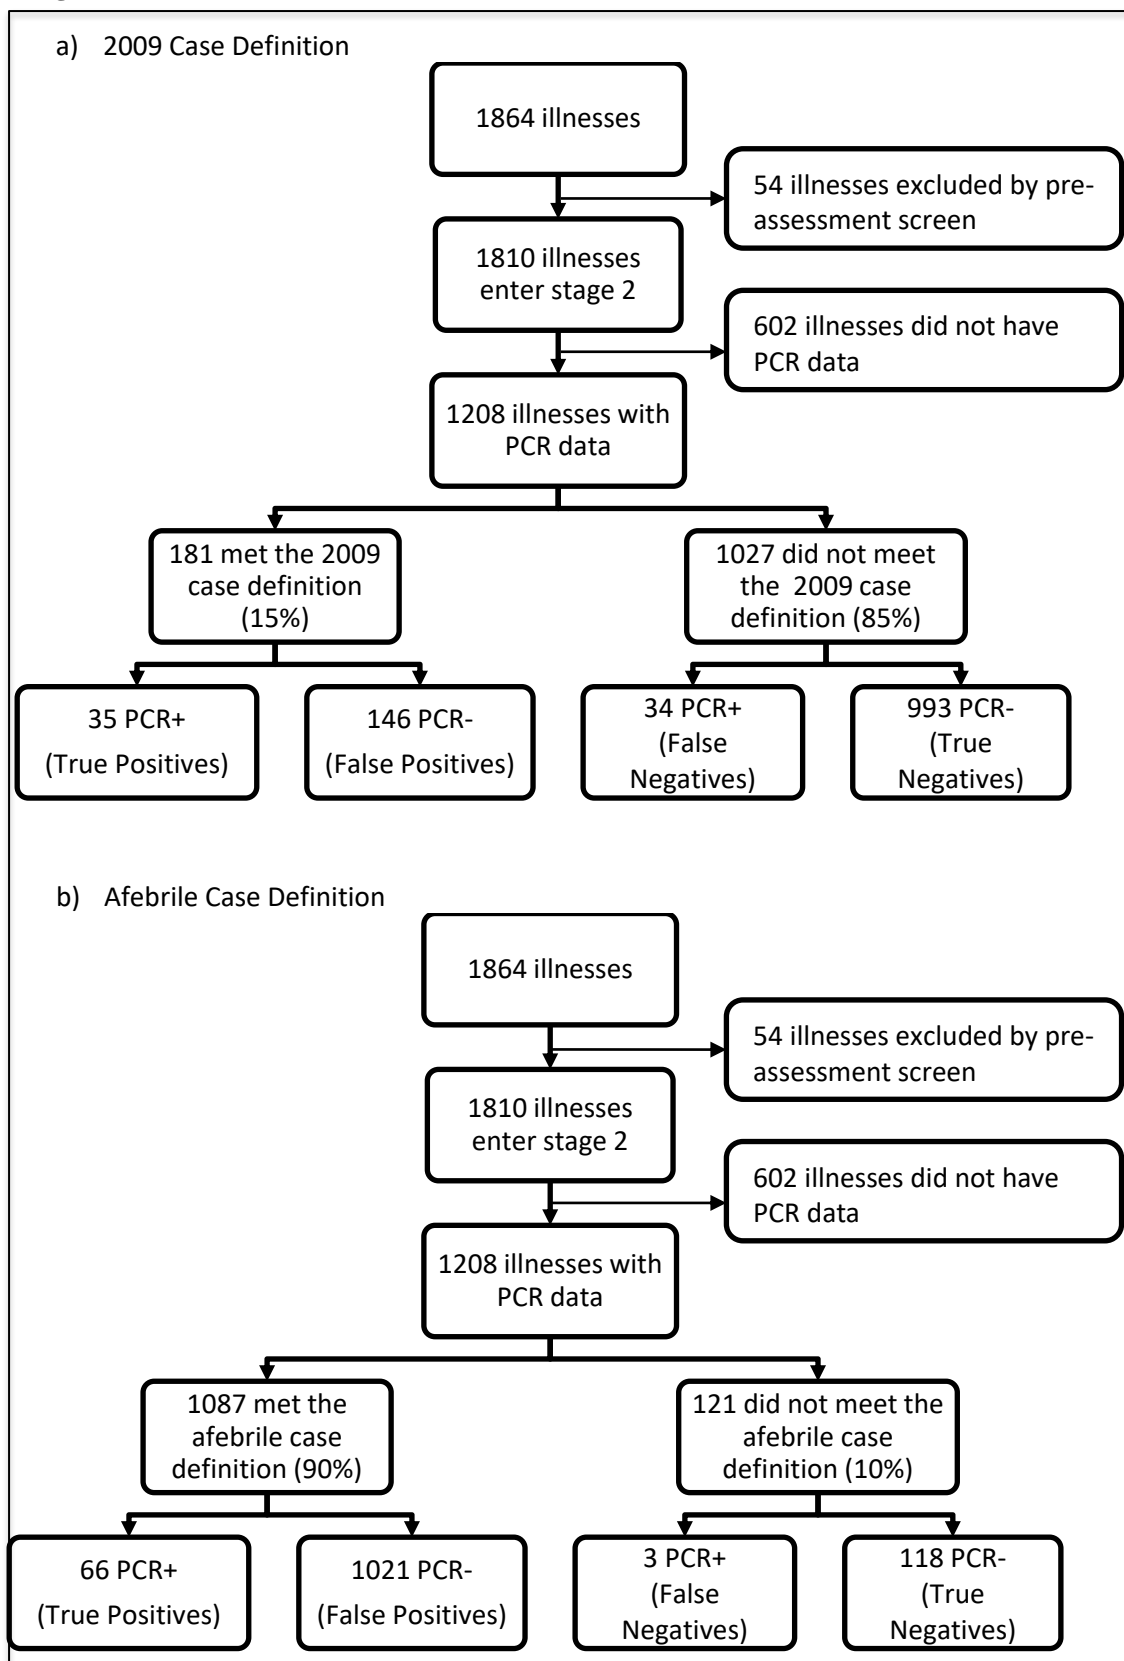 a) 2009 Case Definition
1864 illnesses
54 illnesses excluded by pre-
assessment screen
1810 illnesses
enter stage 2
602 illnesses did not have
PCR data
1208 illnesses with
PCR data
181 met the 2009
case definition
(15%)
1027 did not meet
the 2009 case
definition (85%)
35 PCR+
(True Positives)
146 PCR-
(False Positives)
34 PCR+
(False
Negatives)
993 PCR-
(True
Negatives)
b) Afebrile Case Definition
1864 illnesses
54 illnesses excluded by pre-
assessment screen
1810 illnesses
enter stage 2
602 illnesses did not have
PCR data
1208 illnesses with
PCR data
1087 met the
afebrile case
definition (90%)
121 did not meet the
afebrile case
definition (10%)
66 PCR+
(True Positives)
1021 PCR-
(False Positives)
3 PCR+
(False
Negatives)
118 PCR-
(True
Negatives)